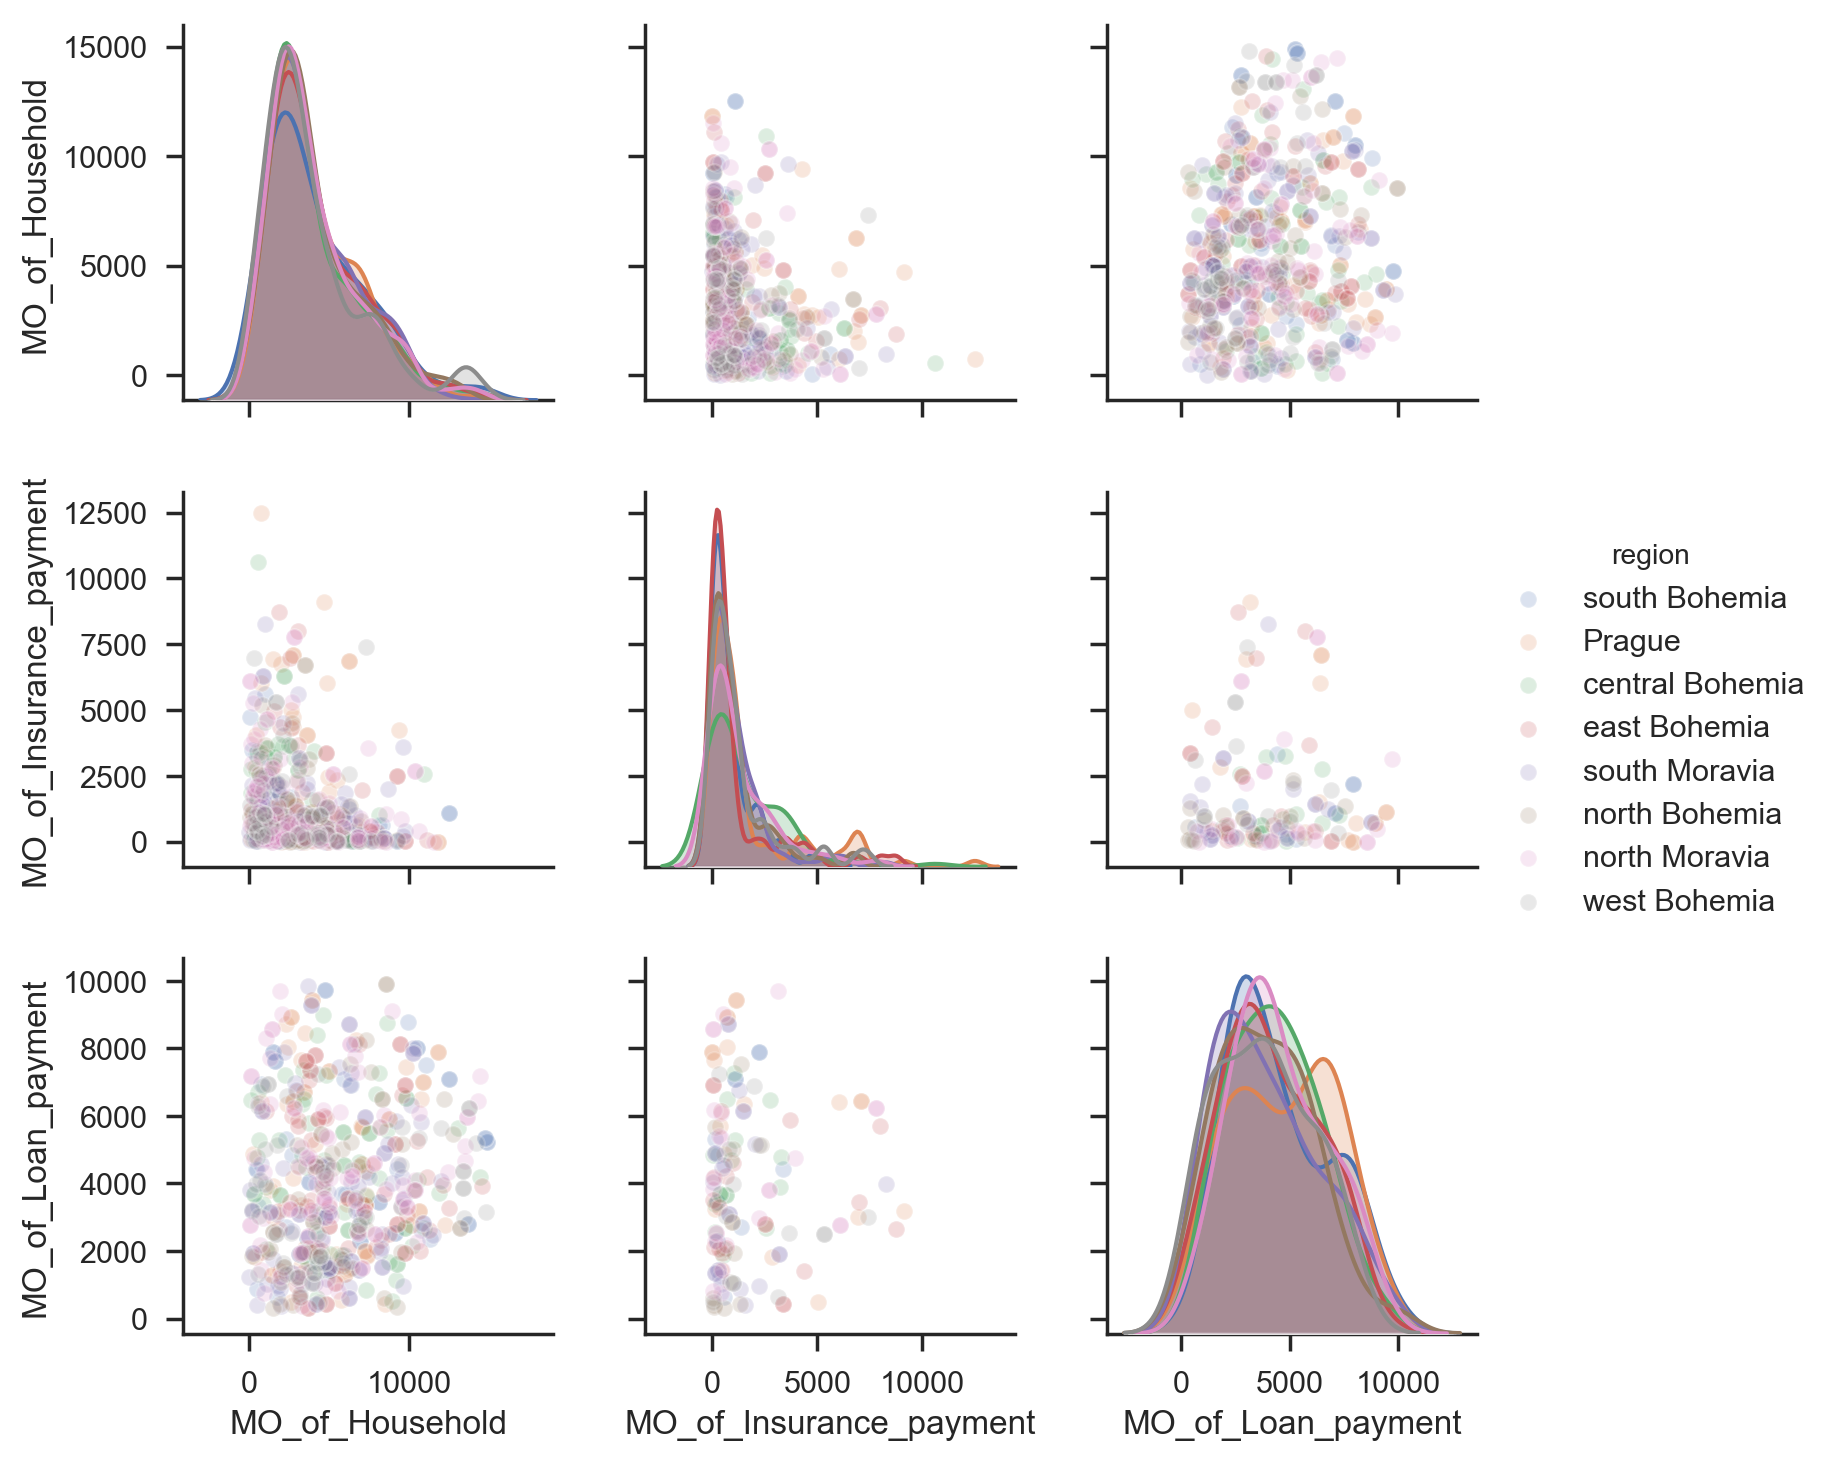 MO_of_Household
15000
10000
5000
0
MO_of_Insurance_payment
12500
10000
7500
5000
2500
0
region
south Bohemia
Prague
central Bohemia
east Bohemia
south Moravia
north Bohemia
north Moravia
west Bohemia
MO_of_Loan_payment
10000
8000
6000
4000
2000
0
0 10000
0 5000 10000
0 5000 10000
MO_of_Household
MO_of_Insurance_payment
MO_of_Loan_payment